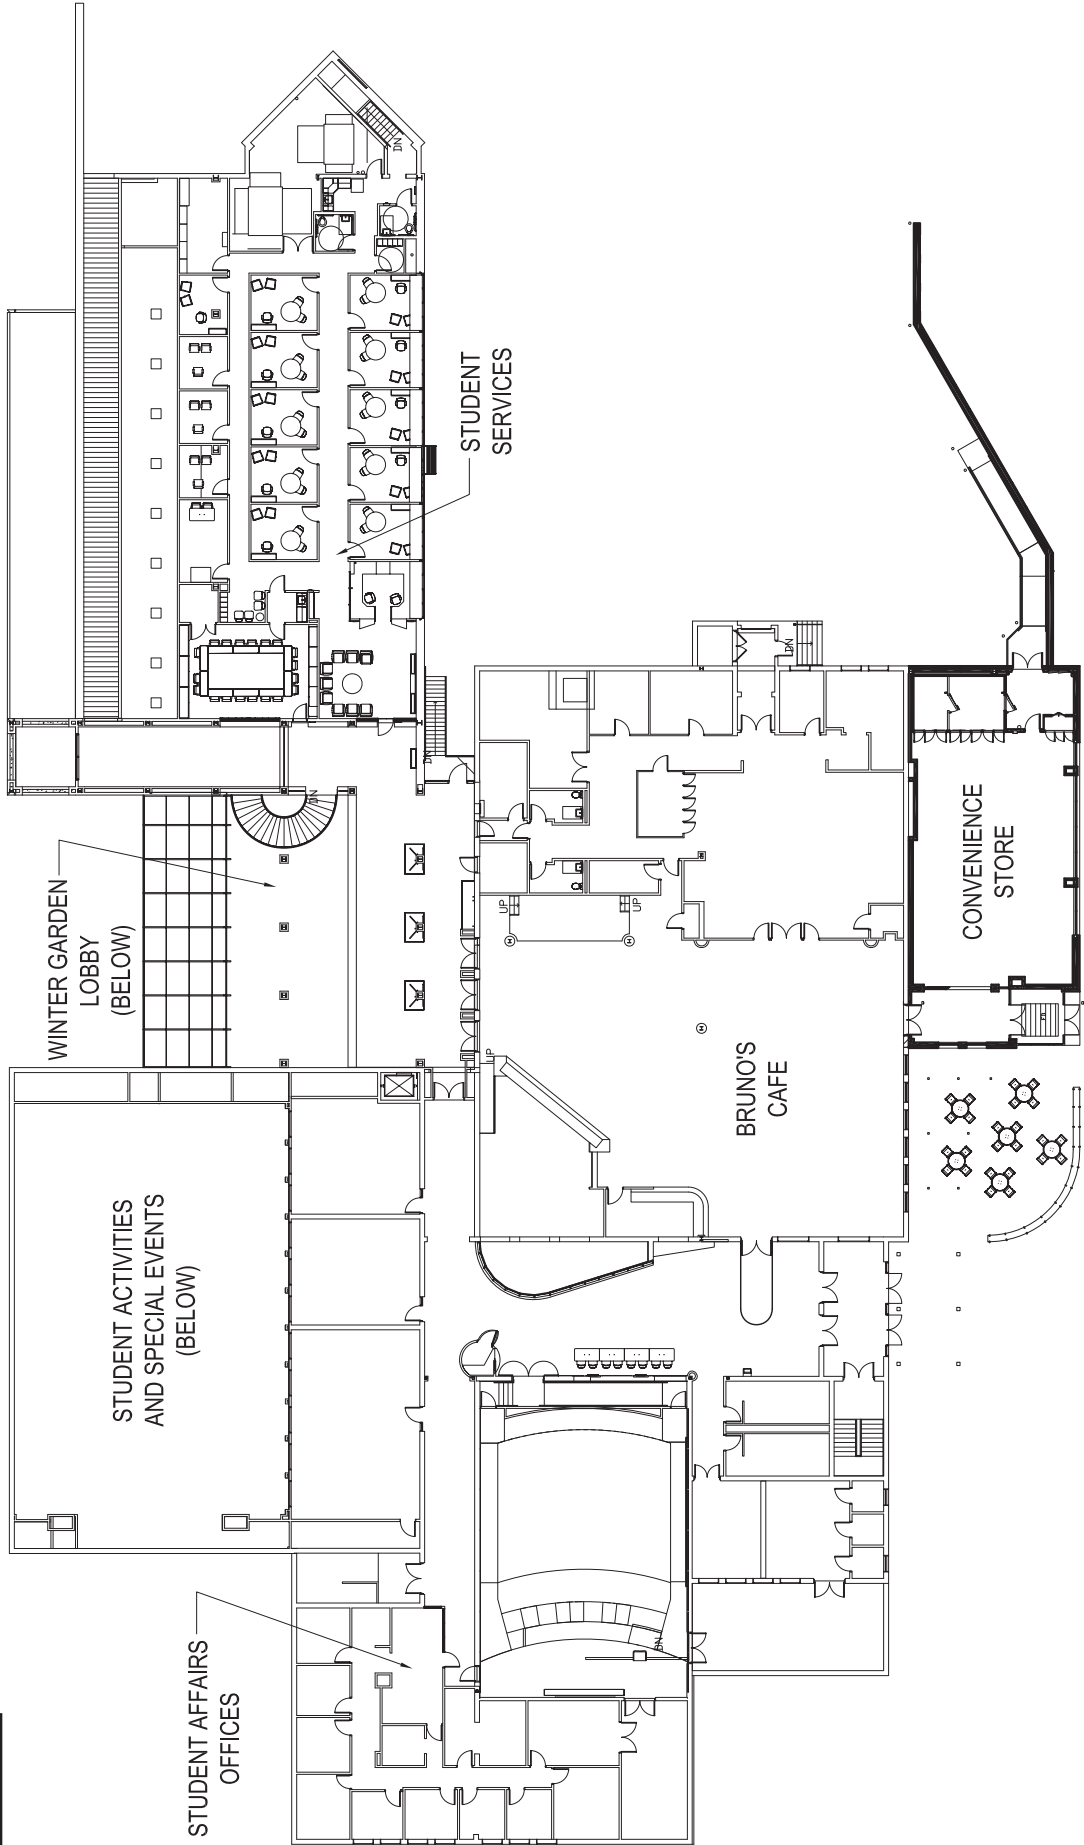 STUDENT AFFAIRS
OFFICES
STUDENT ACTIVITIES
AND SPECIAL EVENTS
(BELOW)
WINTER GARDEN
LOBBY
(BELOW)
STUDENT
SERVICES
BRUNO'S
CAFE
CONVENIENCE
STORE
DN
DN
DN
DN
DN
UP
UP
UP